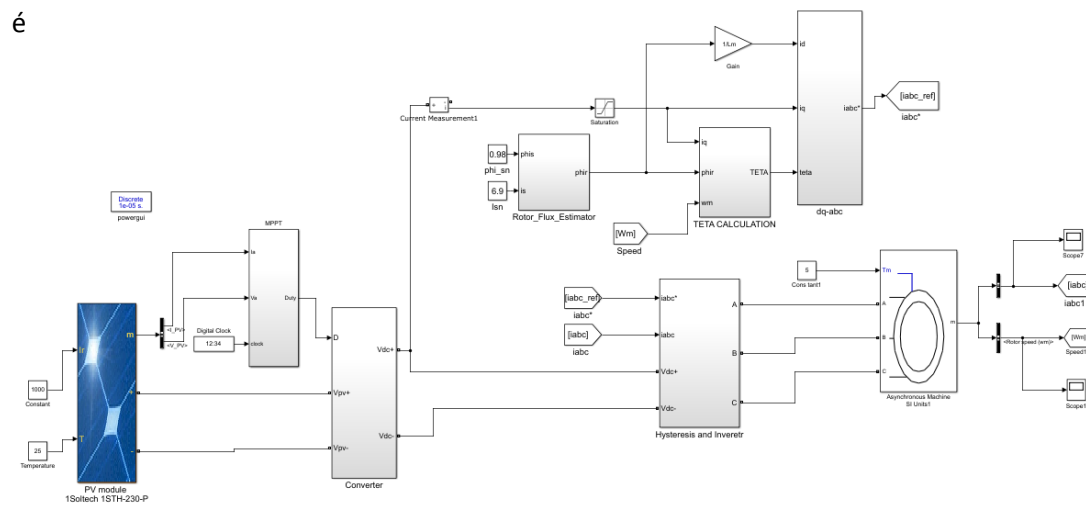 é
1/Lm
Gain
id
iq
teta
iabc*
dq-abc
[iabc_ref]
iabc*
+
i
Current Measurement1
Saturation
0.98
phi_sn
6.9
Isn
phis
is
phir
Rotor_Flux_Estimator
iq
phir
wm
TETA
TETA CALCULATION
[Wm]
Speed
Discrete
1e-05 s.
powergui
MPPT
Ia
Va
clock
Duty
<I_PV>
<V_PV>
Digital Clock
12:34
D
Vpv+
Vpv-
Vdc+
Vdc-
Converter
1000
Constant
25
Temperature
Ir
T
m
+
-
PV module
1Soltech 1STH-230-P
[iabc_ref]
iabc*
[iabc]
iabc
iabc*
iabc
Vdc+
Vdc-
A
B
C
Hysteresis and Inveretr
5
Cons tant1
Tm
A
B
C
m
Asynchronous Machine
SI Units1
Scope7
[iabc]
iabc1
<Rotor speed (wm)>
[Wm]
Speed1
Scope1